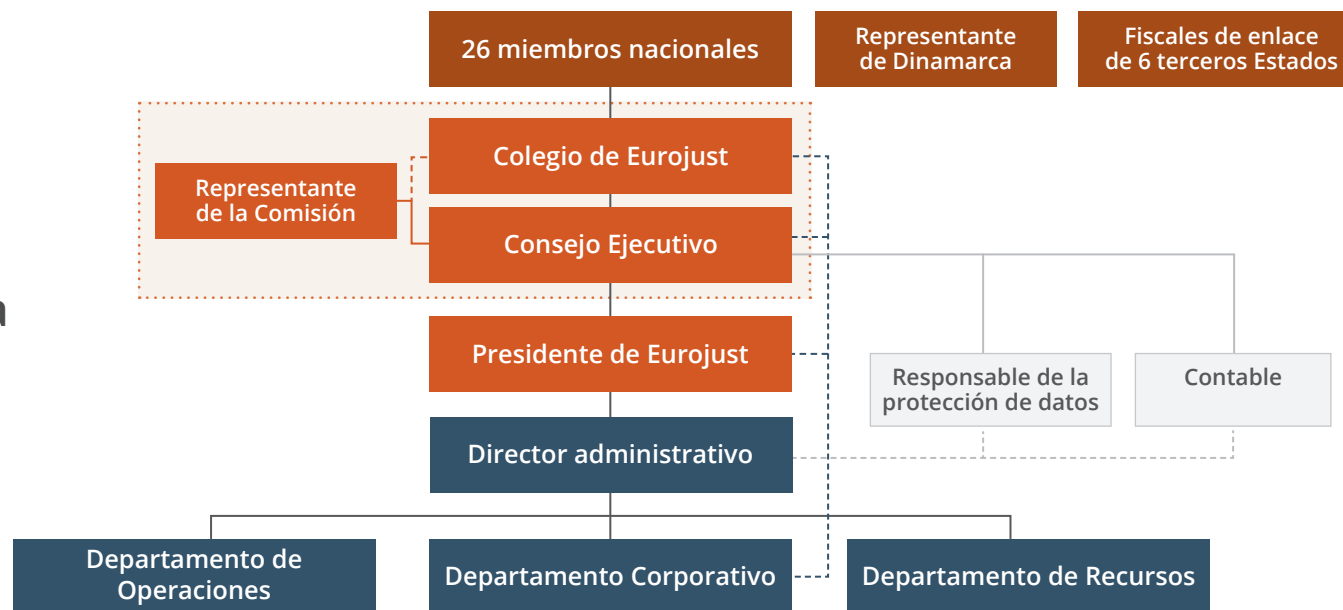 26 miembros nacionales
Representante
de Dinamarca
Fiscales de enlace
de 6 terceros Estados
Colegio de Eurojust
Representante
de la Comisión
Consejo Ejecutivo
Presidente de Eurojust
Responsable de la
protección de datos
Contable
Director administrativo
Departamento de
Operaciones
Departamento Corporativo
Departamento de Recursos